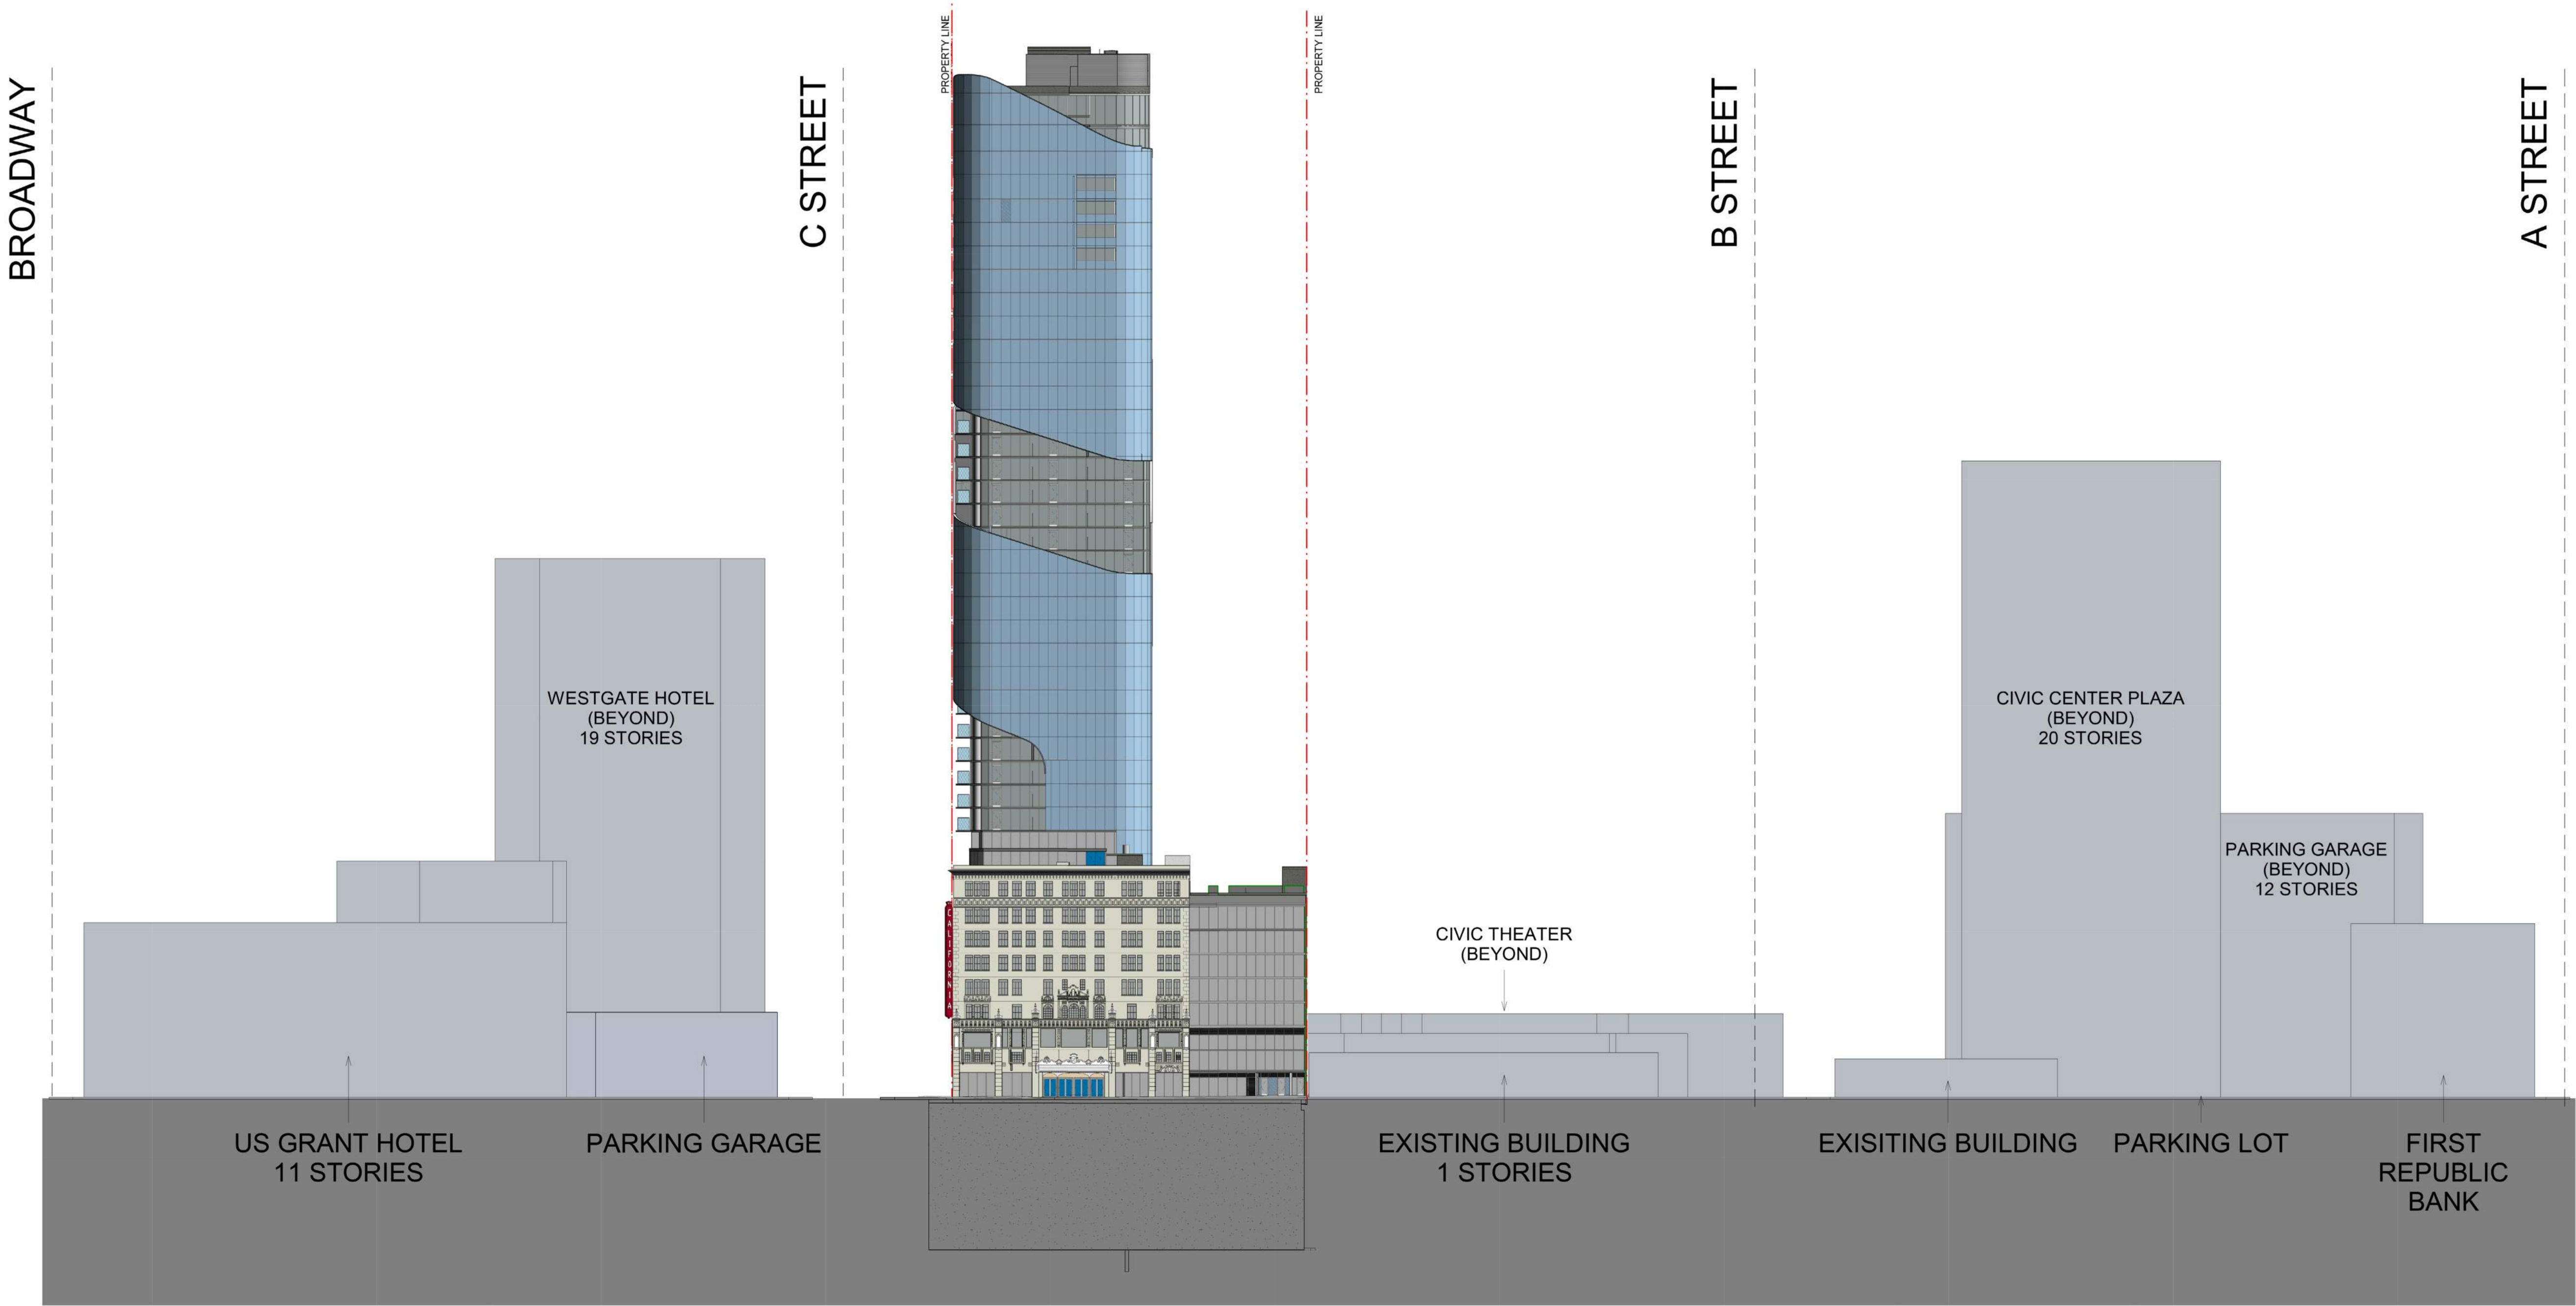 BROADWAY
C STREET
PROPERTY LINE
PROPERTY LINE
B STREET
A STREET
WESTGATE HOTEL
(BEYOND)
19 STORIES
CIVIC CENTER PLAZA
(BEYOND)
20 STORIES
PARKING GARAGE
(BEYOND)
12 STORIES
CALIFORNIA
CIVIC THEATER
(BEYOND)
US GRANT HOTEL
11 STORIES
PARKING GARAGE
EXISTING BUILDING
1 STORIES
EXISITING BUILDING
PARKING LOT
FIRST
REPUBLIC
BANK